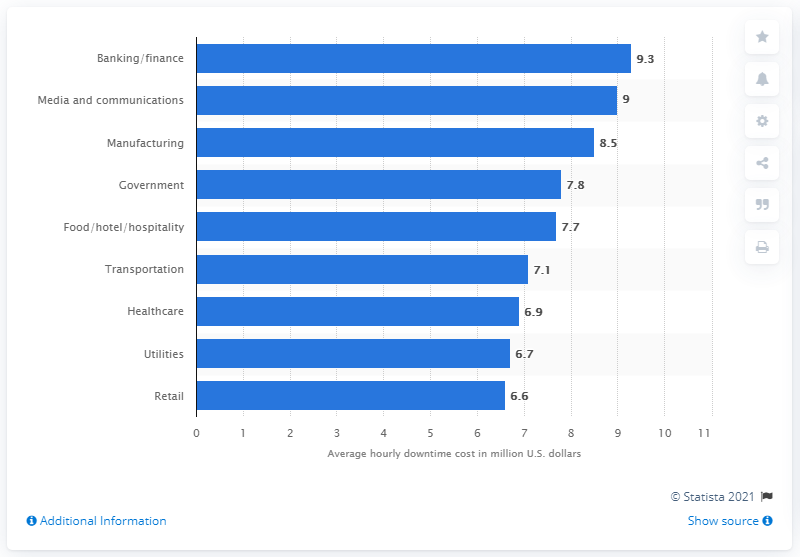 Banking/finance 9.3
Media and communications 9
Manufacturing 8.5
Government 7.8
Food/hotel/hospitality 7.7
Transportation 7.1
Healthcare 6.9
Utilities 6.7
Retail 6.6
0 1 2 3 4 5 6 7 8 9 10 11
Average hourly downtime cost in million U.S. dollars
© Statista 2021
Additional Information Show source